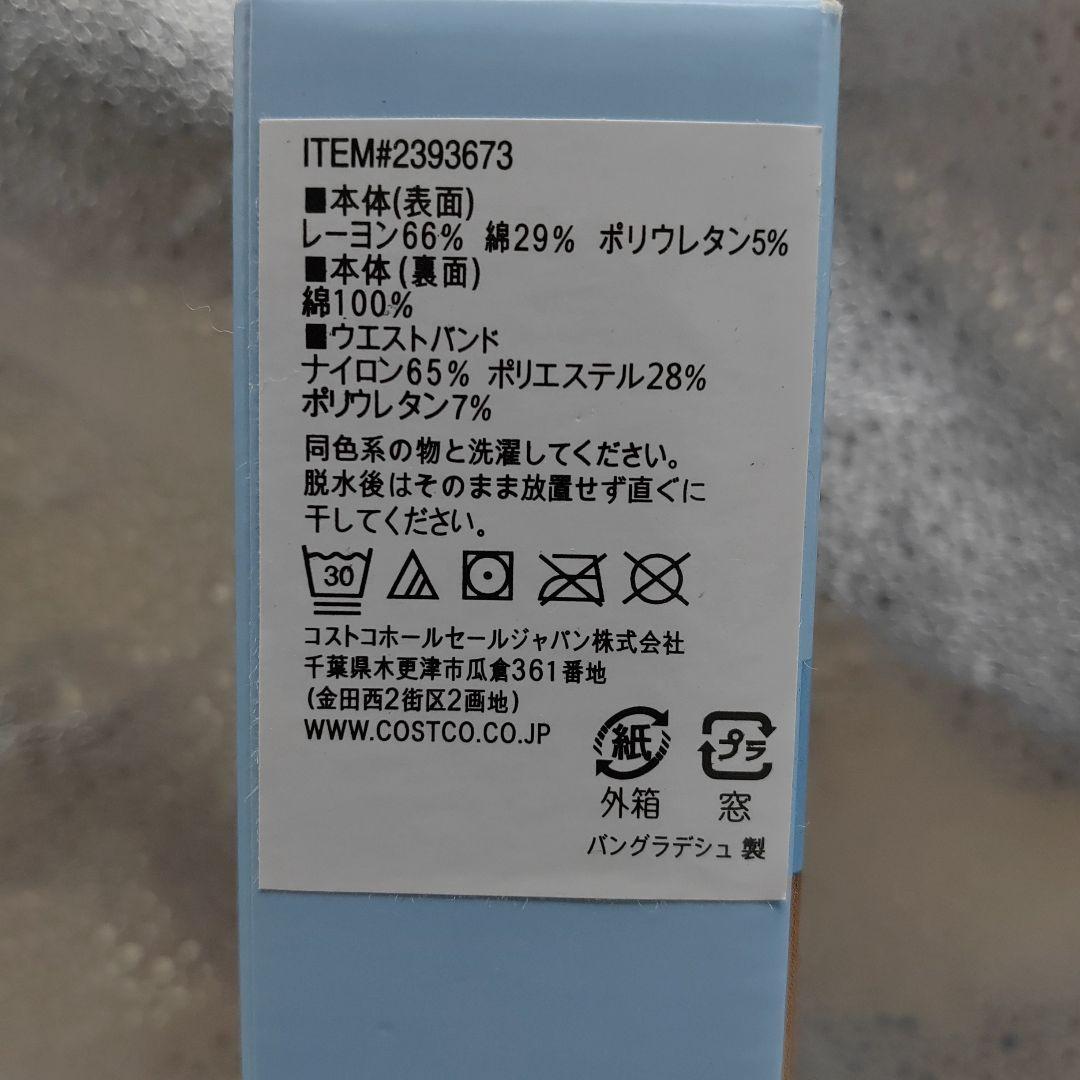 ITEM#2393673
■本体(表面)
レーヨン66% 綿29% ポリウレタン5%
■本体(裏面)
綿100%
■ウエストバンド
ナイロン65% ポリエステル28%
ポリウレタン7%
同色系の物と洗濯してください。
脱水後はそのまま放置せず直ぐに
干してください。
30
コストコホールセールジャパン株式会社
千葉県木更津市瓜倉361番地
(金田西2街区2画地)
WWW.COSTCO.CO.JP
紙 プラ
外箱 窓
バングラデシュ製